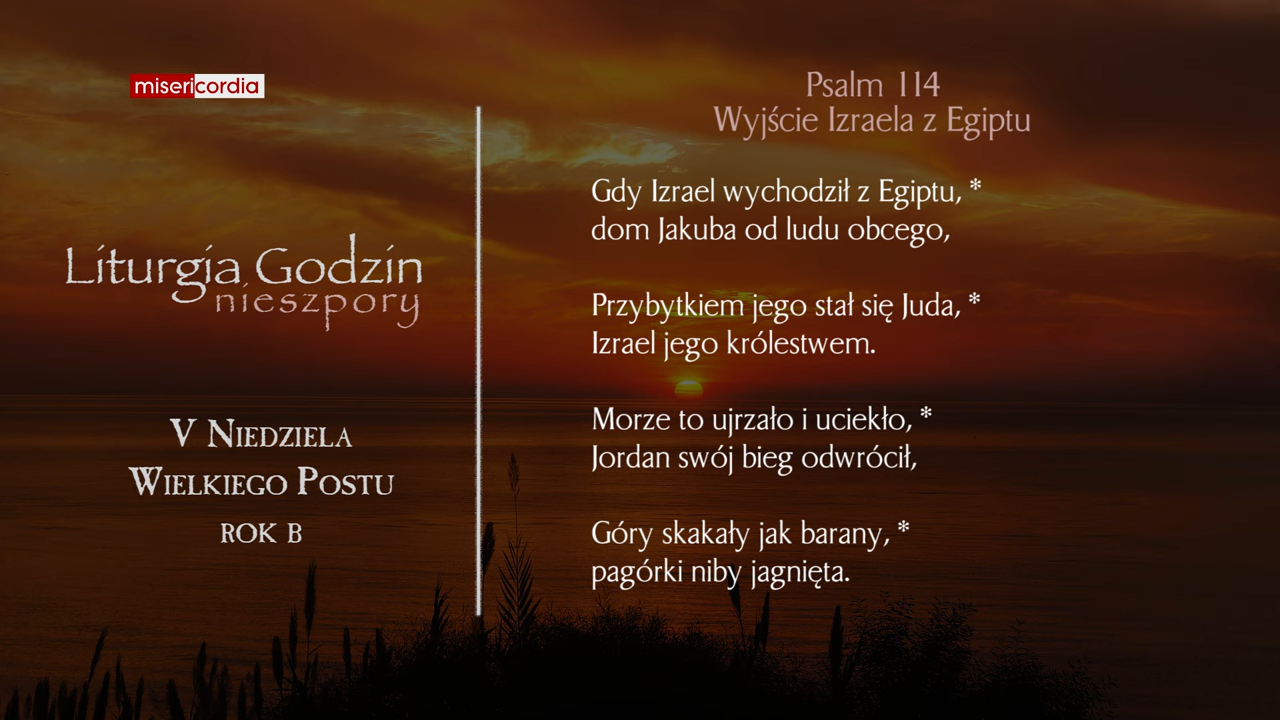 misericordia
Liturgia Godzin
nieszpory
V Niedziela
Wielkiego Postu
rok B
Psalm 114
Wyjście Izraela z Egiptu
Gdy Izrael wychodził z Egiptu, *
dom Jakuba od ludu obcego,
Przybytkiem jego stał się Juda, *
Izrael jego królestwem.
Morze to ujrzało i uciekło, *
Jordan swój bieg odwrócił,
Góry skakały jak barany, *
pagórki niby jagnięta.